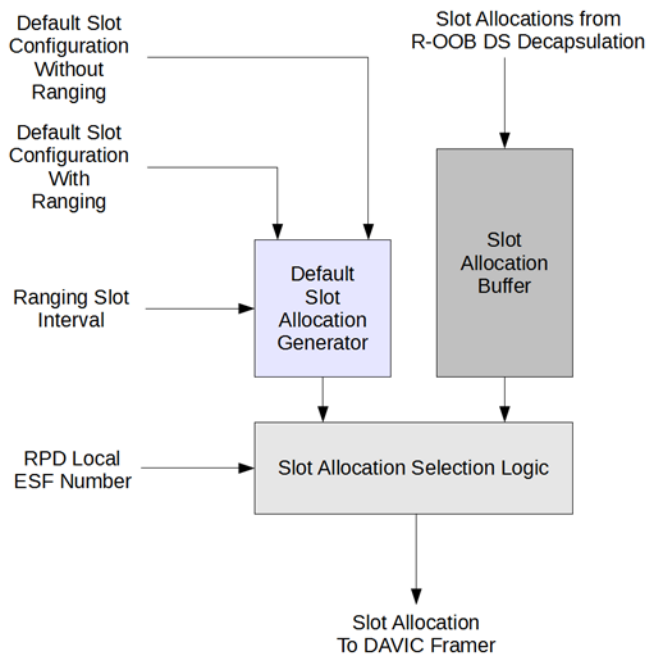 Default Slot
Configuration
Without
Ranging
Slot Allocations from
R-OOB DS Decapsulation
Default Slot
Configuration
With
Ranging
Slot
Allocation
Buffer
Default
Slot
Allocation
Generator
Ranging Slot
Interval
RPD Local
ESF Number
Slot Allocation Selection Logic
Slot Allocation
To DAVIC Framer